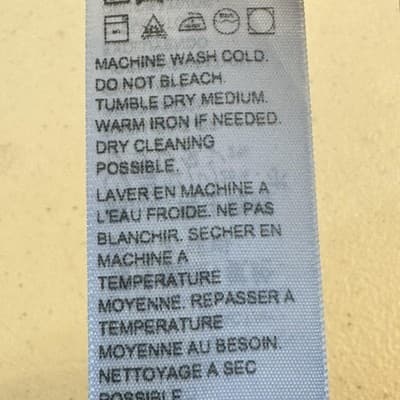 MACHINE WASH COLD.
DO NOT BLEACH.
TUMBLE DRY MEDIUM.
WARM IRON IF NEEDED.
DRY CLEANING
POSSIBLE.
LAVER EN MACHINE A
L'EAU FROIDE. NE PAS
BLANCHIR. SECHER EN
MACHINE A
TEMPERATURE
MOYENNE. REPASSER A
TEMPERATURE
MOYENNE AU BESOIN.
NETTOYAGE A SEC
POSSIBLE.